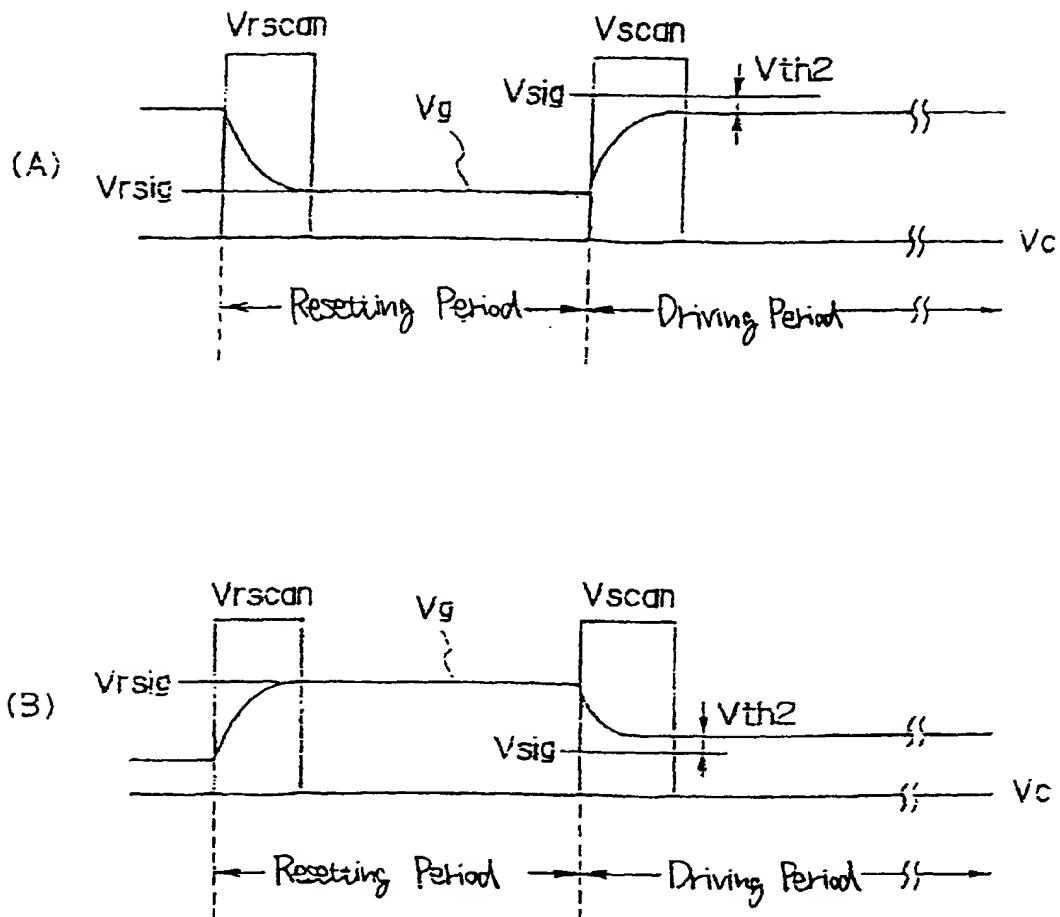 Vrscan
Vscan
Vth2
Vsig
Vg
(A)
Vrsig
Vc
Resetting Period
Driving Period
Vrscan
Vg
Vscan
Vrsig
(B)
Vth2
Vsig
Vc
Resetting Period
Driving Period